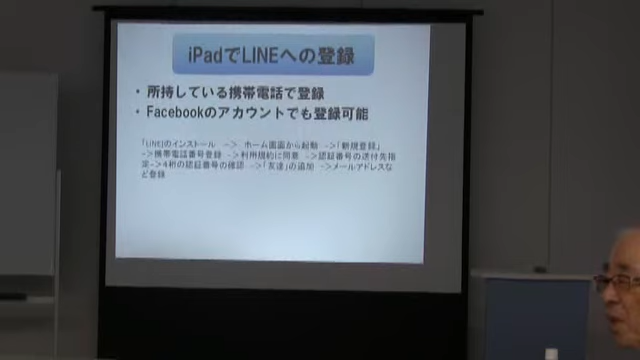 iPadでLINEへの登録
・所持している携帯電話で登録
・Facebookのアカウントでも登録可能
「LINE」のインストール －＞ ホーム画面から起動 －＞「新規登録」
－＞携帯電話番号登録 －＞利用規約に同意 －＞認証番号の送付先指
定－＞4桁の認証番号の確認 －＞「友達」の追加 －＞メールアドレスな
ど登録